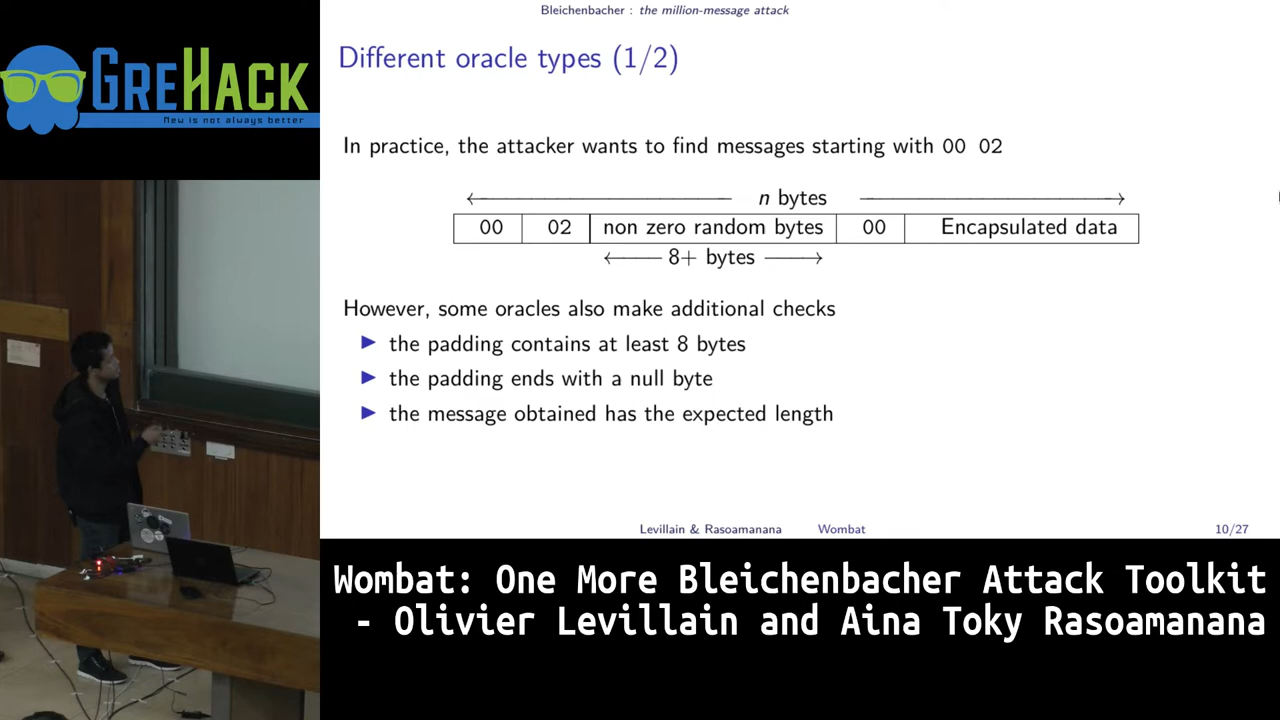 Bleichenbacher : the million-message attack
GREHACK
New is not always better
Different oracle types (1/2)
In practice, the attacker wants to find messages starting with 00 02
n bytes
00 02 non zero random bytes 00 Encapsulated data
8+ bytes
However, some oracles also make additional checks
▶ the padding contains at least 8 bytes
▶ the padding ends with a null byte
▶ the message obtained has the expected length
Levillain & Rasoamanana Wombat 10/27
Wombat: One More Bleichenbacher Attack Toolkit
- Olivier Levillain and Aina Toky Rasoamanana